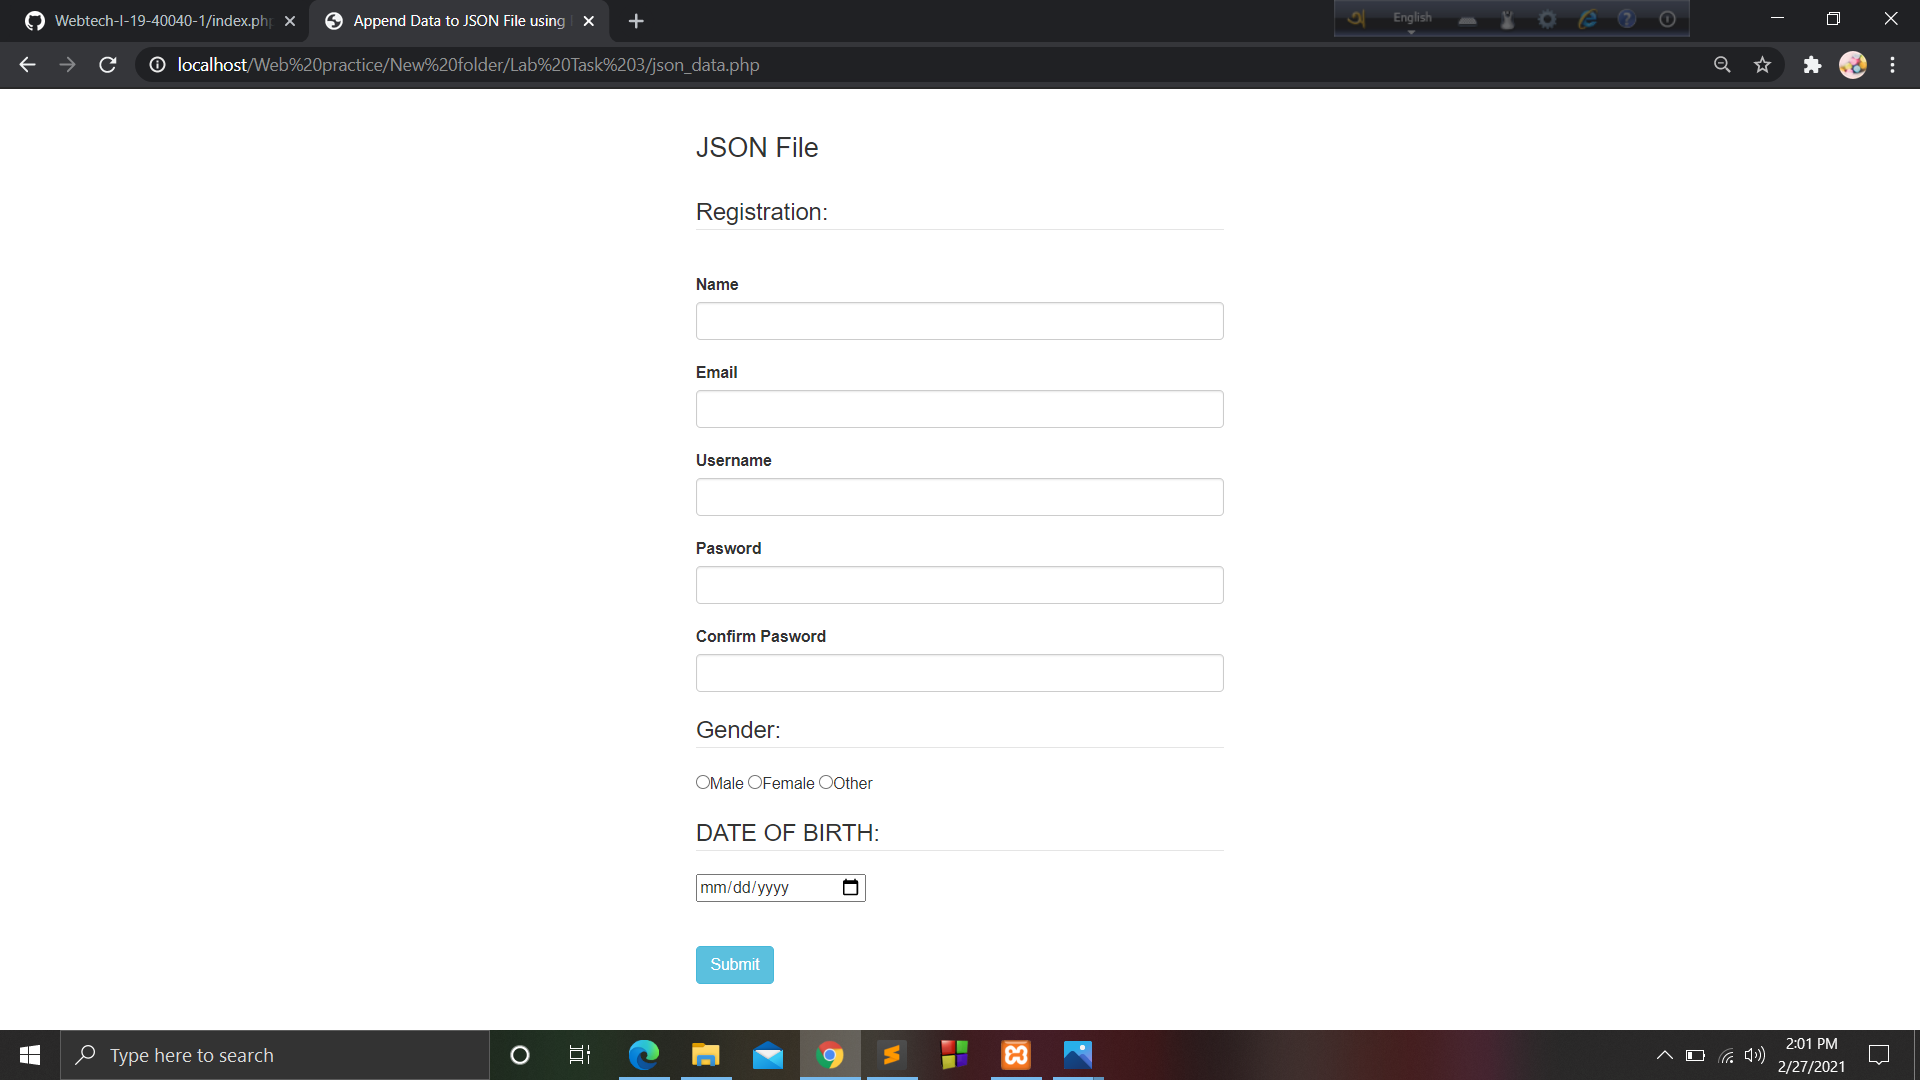 Webtech-I-19-40040-1/index.php
Append Data to JSON File using
English
localhost/Web%20practice/New%20folder/Lab%20Task%203/json_data.php
JSON File
Registration:
Name
Email
Username
Pasword
Confirm Pasword
Gender:
Male Female Other
DATE OF BIRTH:
mm/dd/yyyy
Submit
Type here to search
2:01 PM
2/27/2021